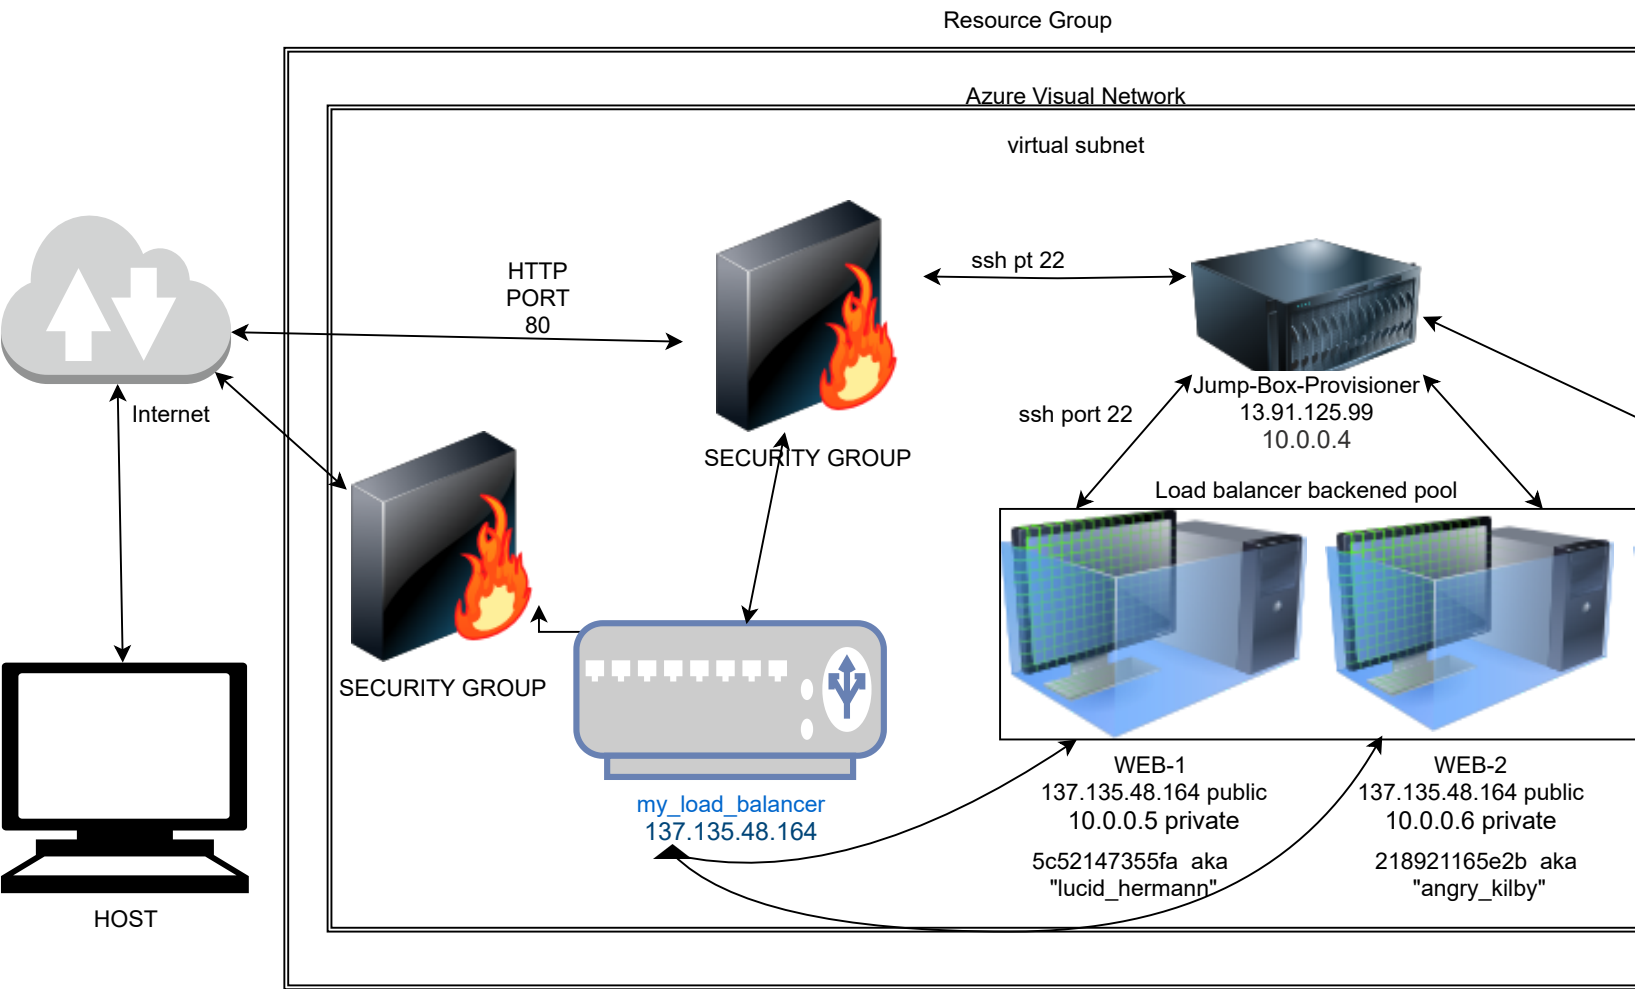 Resource Group
Azure Visual Network
virtual subnet
HTTP
PORT
80
ssh pt 22
Internet
SECURITY GROUP
ssh port 22
Jump-Box-Provisioner
13.91.125.99
10.0.0.4
Load balancer backened pool
SECURITY GROUP
my_load_balancer
137.135.48.164
WEB-1
137.135.48.164 public
10.0.0.5 private
5c52147355fa aka
"lucid_hermann"
WEB-2
137.135.48.164 public
10.0.0.6 private
218921165e2b aka
"angry_kilby"
HOST